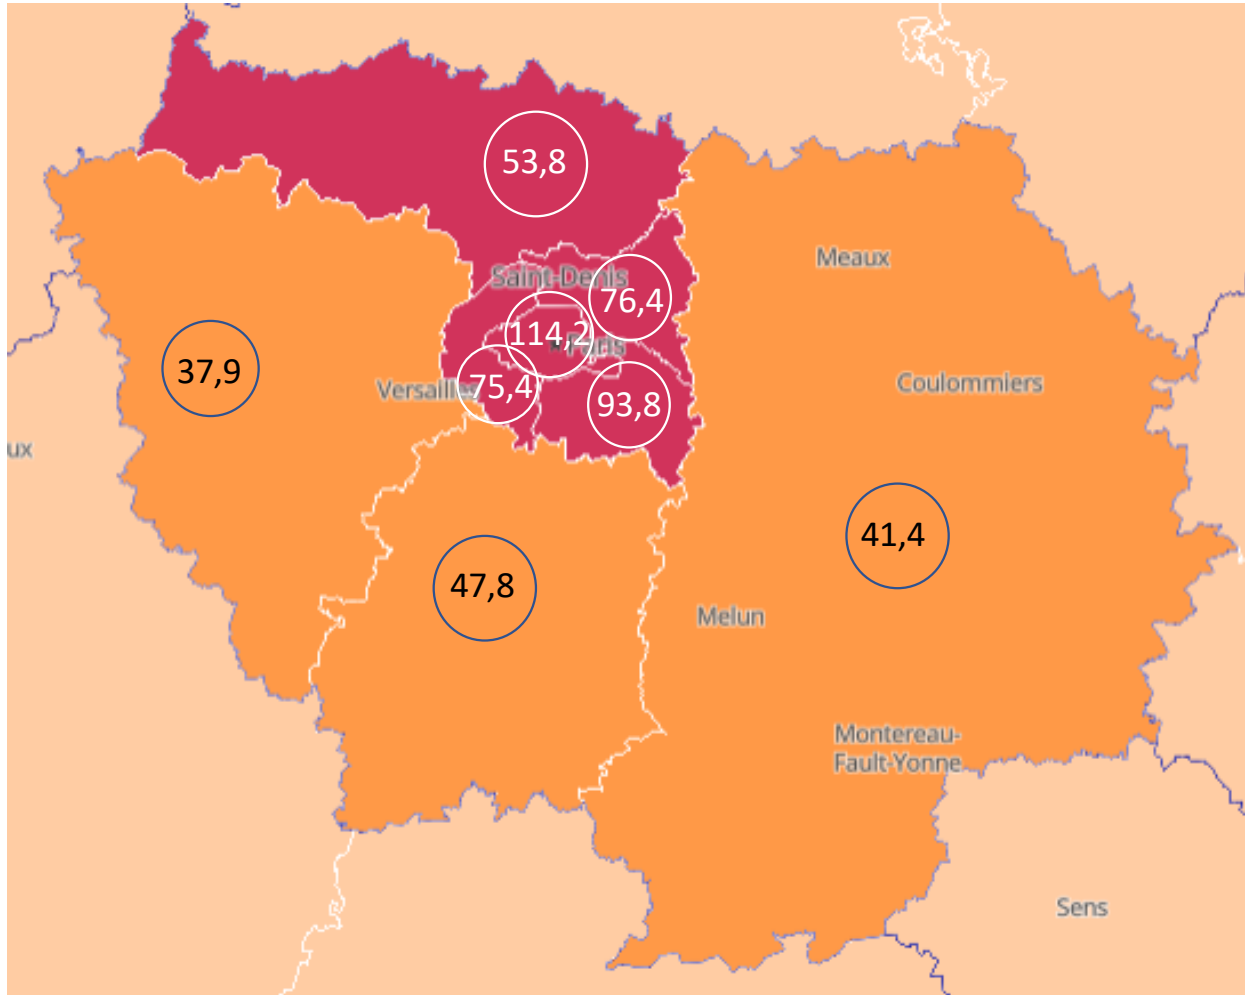 53,8
Meaux
Saint-Denis
76,4
114,2
Paris
37,9
Versailles
75,4
93,8
Coulommiers
ux
41,4
47,8
Melun
Montereau-
Fault-Yonne
Sens